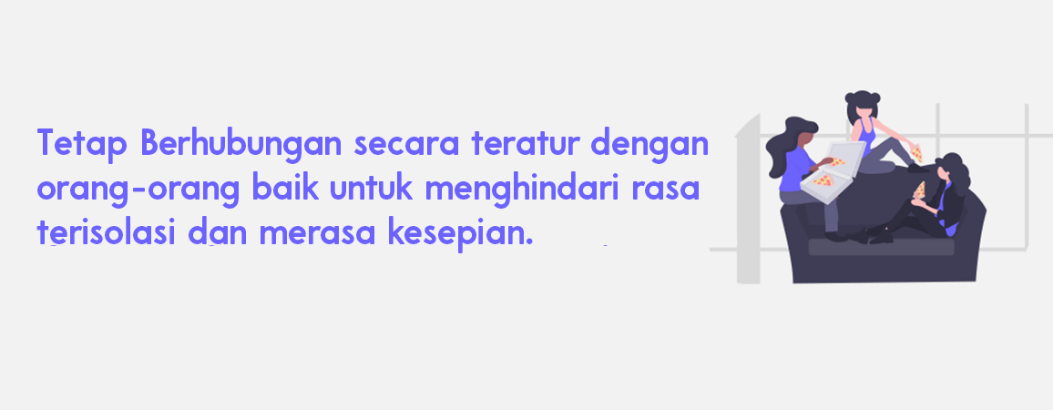 Tetap Berhubungan secara teratur dengan
orang-orang baik untuk menghindari rasa
terisolasi dan merasa kesepian.